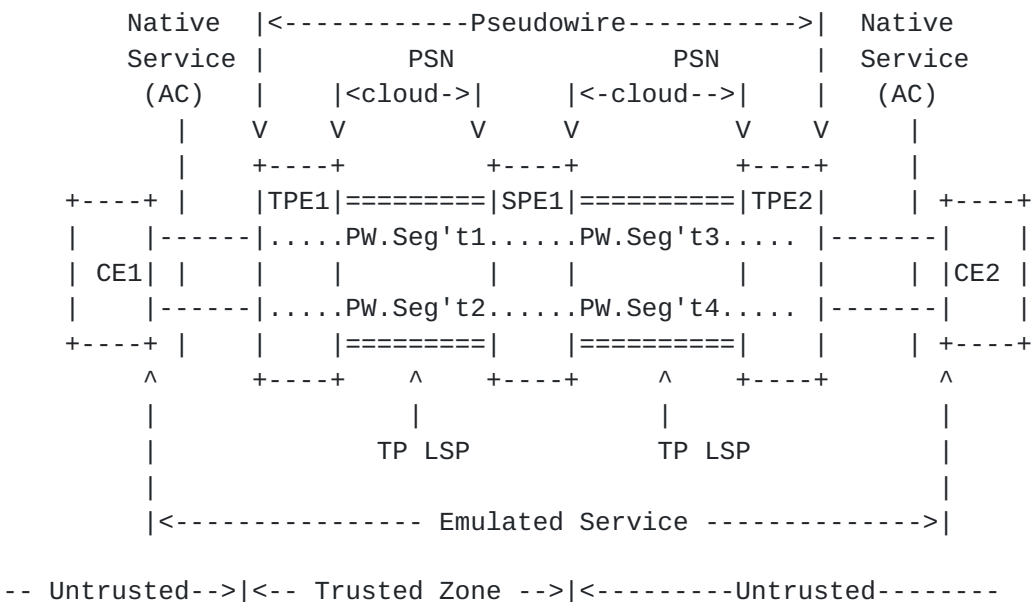 Native  |<------------Pseudowire----------->|  Native
Service |         PSN              PSN      |  Service
(AC)  |    |<cloud->|     |<-cloud-->|    |   (AC)
|    V    V        V     V          V    V     |
|    +----+         +----+          +----+     |
+----+ |    |TPE1|=========|SPE1|==========|TPE2|     | +----+
|    |------|.....PW.Seg't1......PW.Seg't3..... |-------|    |
| CE1| |    |    |         |    |          |    |     | |CE2 |
|    |------|.....PW.Seg't2......PW.Seg't4..... |-------|    |
+----+ |    |    |=========|    |==========|    |     | +----+
^      +----+    ^    +----+     ^    +----+       ^
|                |               |                 |
|              TP LSP          TP LSP              |
|                                                  |
|<---------------- Emulated Service -------------->|
-- Untrusted-->|<-- Trusted Zone -->|<---------Untrusted--------